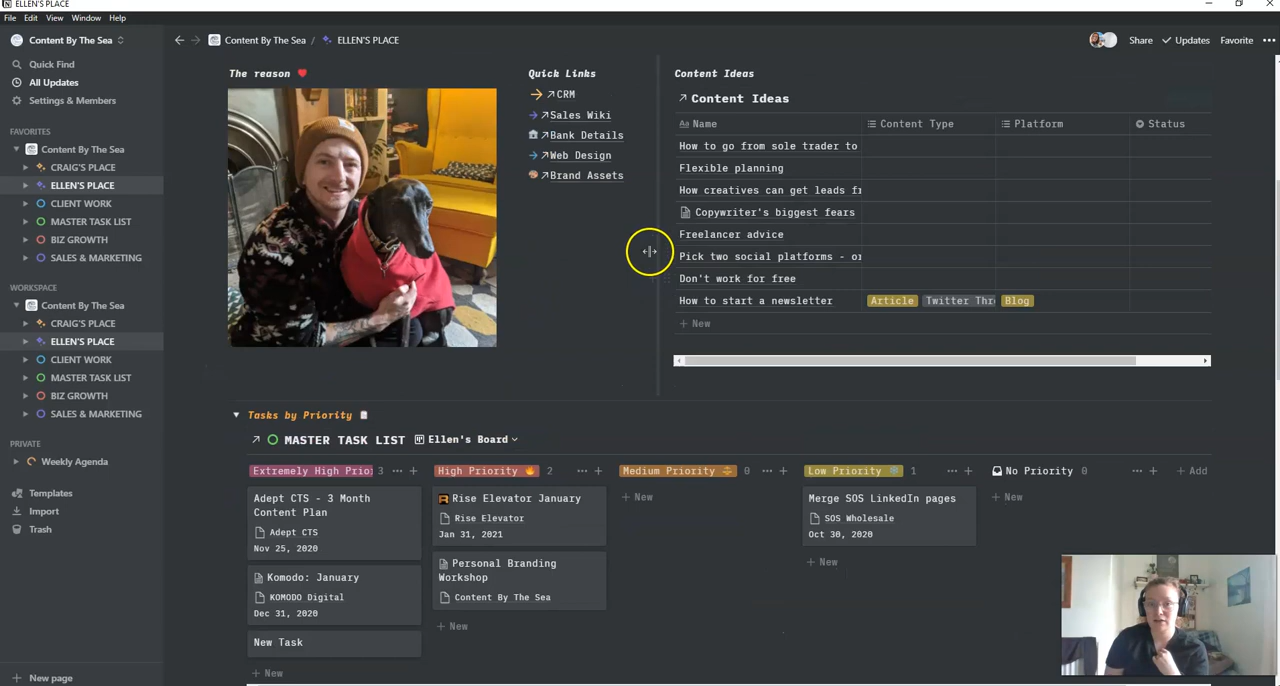 ELLEN'S PLACE
File Edit View Window Help
Content By The Sea
Content By The Sea / ELLEN'S PLACE
Share Updates Favorite
Quick Find
All Updates
Settings & Members
FAVORITES
Content By The Sea
CRAIG'S PLACE
ELLEN'S PLACE
CLIENT WORK
MASTER TASK LIST
BIZ GROWTH
SALES & MARKETING
WORKSPACE
Content By The Sea
CRAIG'S PLACE
ELLEN'S PLACE
CLIENT WORK
MASTER TASK LIST
BIZ GROWTH
SALES & MARKETING
PRIVATE
Weekly Agenda
Templates
Import
Trash
New page
The reason
Quick Links
CRM
Sales Wiki
Bank Details
Web Design
Brand Assets
Content Ideas
Content Ideas
Name Content Type Platform Status
How to go from sole trader to
Flexible planning
How creatives can get leads fr
Copywriter's biggest fears
Freelancer advice
Pick two social platforms - or
Don't work for free
How to start a newsletter Article Twitter Thre Blog
New
Tasks by Priority
MASTER TASK LIST Ellen's Board
Extremely High Prior 3 High Priority 2 Medium Priority 0 Low Priority 1 No Priority 0 Add
Adept CTS - 3 Month
Content Plan
Adept CTS
Nov 25, 2020
Komodo: January
KOMODO Digital
Dec 31, 2020
New Task
New
Rise Elevator January
Rise Elevator
Jan 31, 2021
Personal Branding
Workshop
Content By The Sea
New
New
Merge SOS LinkedIn pages
SOS Wholesale
Oct 30, 2020
New
New